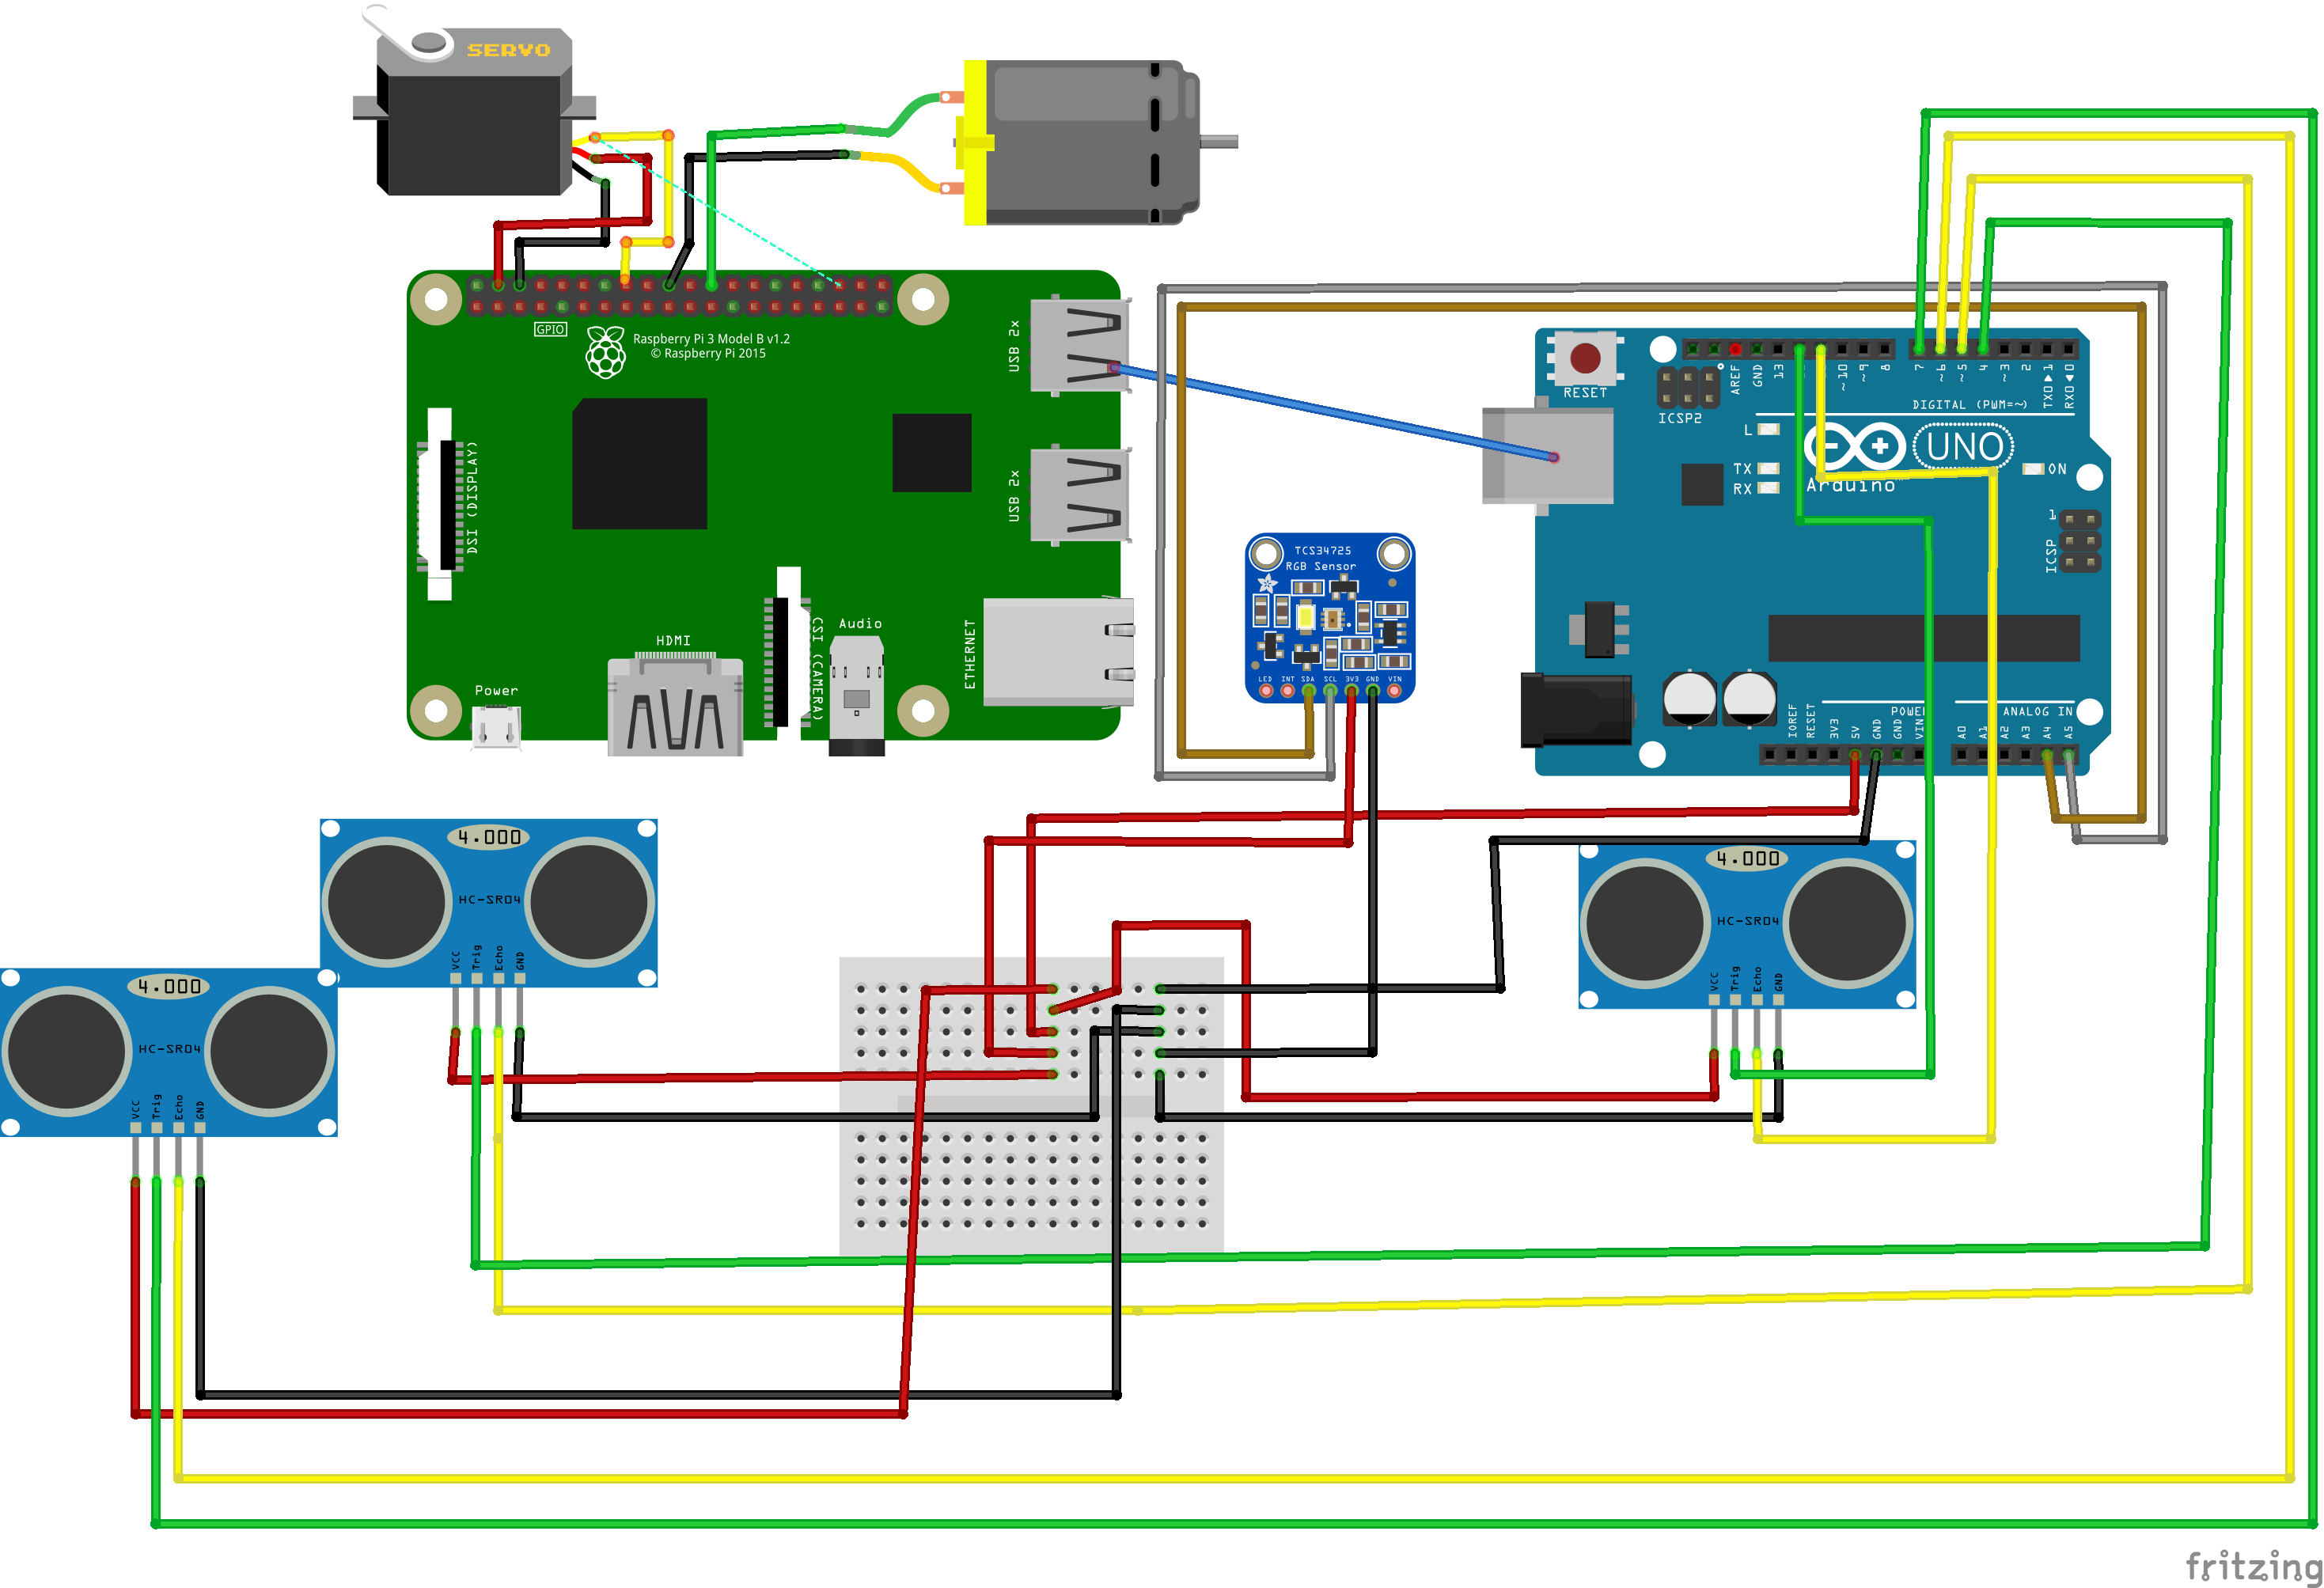 SERVO
GPIO
Raspberry Pi 3 Model B v1.2
© Raspberry Pi 2015
USB 2x
USB 2x
DSI (DISPLAY)
CSI (CAMERA)
Audio
HDMI
ETHERNET
Power
RESET
ICSP2
AREF
GND
13
~10
~9
8
7
~6
~5
4
~3
2
TX0▶1
RX0◀0
DIGITAL (PWM=~)
L
TX
RX
UNO
ON
Arduino
1
ICSP
IOREF
RESET
3V3
5V
GND
GND
VIN
POWER
ANALOG IN
A0
A1
A2
A3
A4
A5
TCS34725
RGB Sensor
LED INT SDA SCL 3V3 GND VIN
4.000
HC-SR04
VCC
Trig
Echo
GND
4.000
HC-SR04
VCC
Trig
Echo
GND
4.000
HC-SR04
VCC
Trig
Echo
GND
fritzing